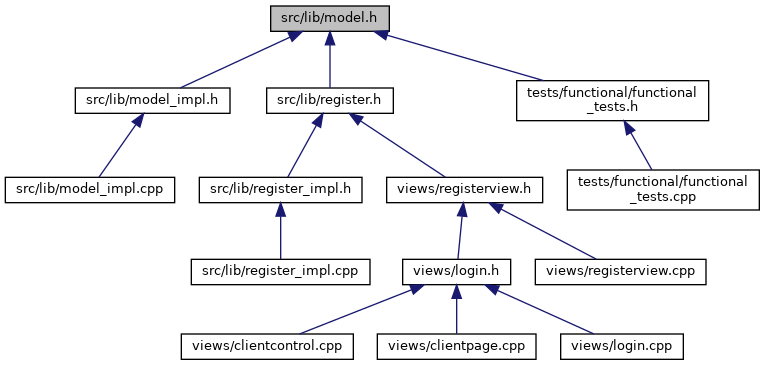 src/lib/model.h
src/lib/model_impl.h
src/lib/register.h
tests/functional/functional
_tests.h
src/lib/model_impl.cpp
src/lib/register_impl.h
views/registerview.h
tests/functional/functional
_tests.cpp
src/lib/register_impl.cpp
views/login.h
views/registerview.cpp
views/clientcontrol.cpp
views/clientpage.cpp
views/login.cpp